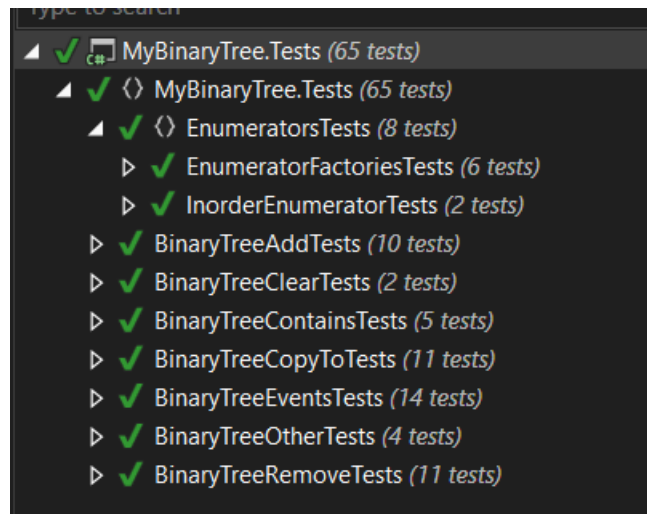 Type to search
C# MyBinaryTree.Tests (65 tests)
MyBinaryTree.Tests (65 tests)
EnumeratorsTests (8 tests)
EnumeratorFactoriesTests (6 tests)
InorderEnumeratorTests (2 tests)
BinaryTreeAddTests (10 tests)
BinaryTreeClearTests (2 tests)
BinaryTreeContainsTests (5 tests)
BinaryTreeCopyToTests (11 tests)
BinaryTreeEventsTests (14 tests)
BinaryTreeOtherTests (4 tests)
BinaryTreeRemoveTests (11 tests)